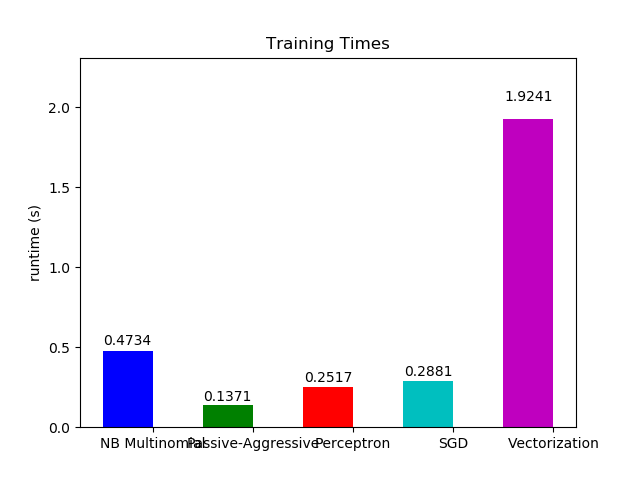 Training Times
runtime (s)
2.0
1.5
1.0
0.5
0.0
0.4734
0.1371
0.2517
0.2881
1.9241
NB Multinomial
Passive-Aggressive
Perceptron
SGD
Vectorization